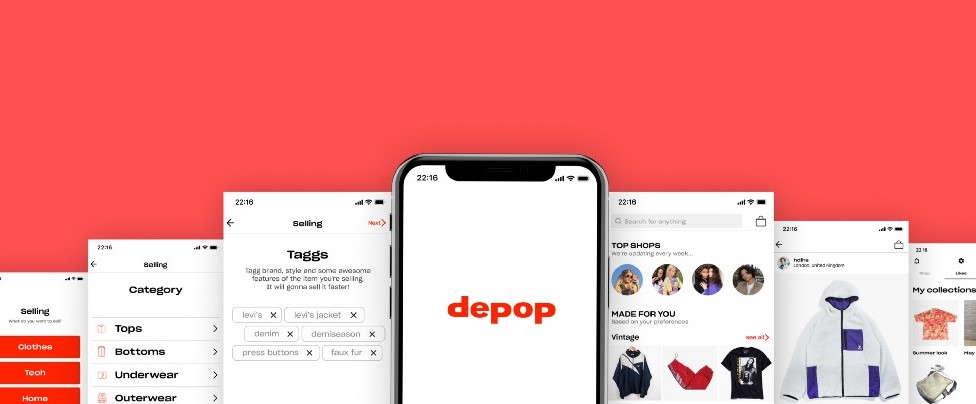 Selling
What do you want to sell?
Clothes
Tech
Home
22:16
Selling
Category
Tops
Bottoms
Underwear
Outerwear
22:16
Selling
Next
Taggs
Tagg brand, style and some awesome
features of the item you're selling.
It will gonna sell it faster!
levi's
levi's jacket
denim
demiseason
press buttons
faux fur
22:16
depop
22:16
Search for anything
TOP SHOPS
We're updating every week...
MADE FOR YOU
Based on your preferences
Vintage
see all
22:16
London, united kingdom
22:16
Likes
My collections
Summer look